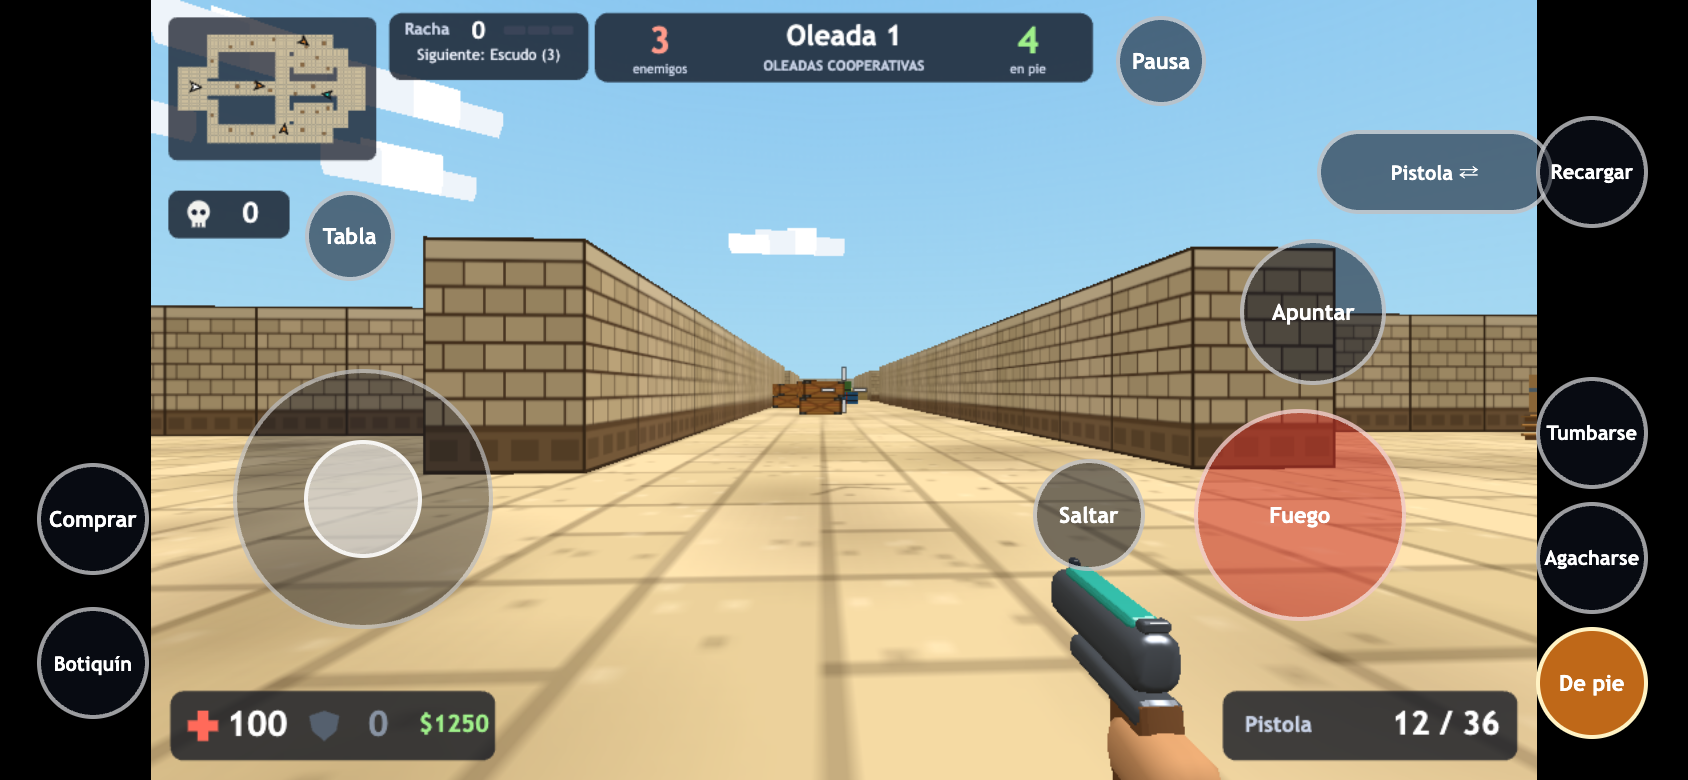 Racha 0
Siguiente: Escudo (3)
3
enemigos
Oleada 1
OLEADAS COOPERATIVAS
4
en pie
Pausa
Pistola ⇄
Recargar
0
Tabla
Apuntar
Tumbarse
Comprar
Saltar
Fuego
Agacharse
Botiquín
De pie
100
0
$1250
Pistola
12 / 36